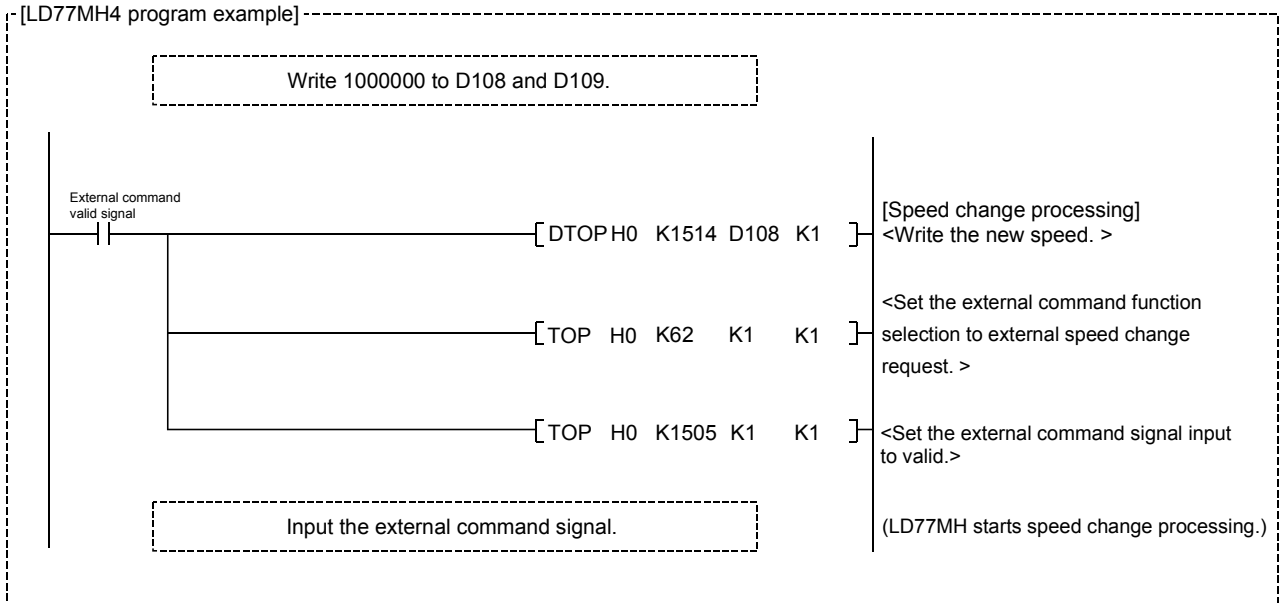 [LD77MH4 program example]
Write 1000000 to D108 and D109.
External command
valid signal
DTOP H0 K1514 D108 K1
[Speed change processing]
<Write the new speed. >
TOP H0 K62 K1 K1
<Set the external command function
selection to external speed change
request. >
TOP H0 K1505 K1 K1
<Set the external command signal input
to valid.>
Input the external command signal.
(LD77MH starts speed change processing.)